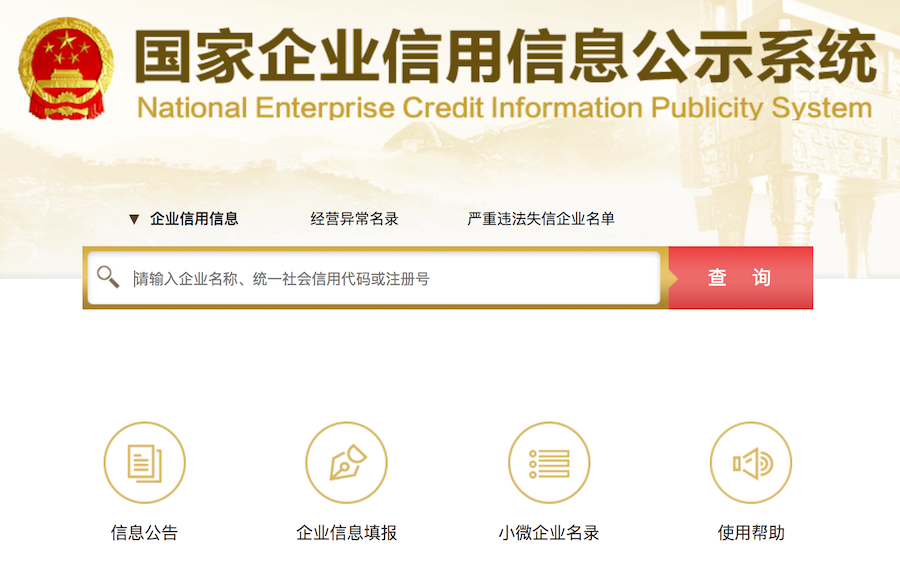 国家企业信用信息公示系统
National Enterprise Credit Information Publicity System
▼ 企业信用信息 经营异常名录 严重违法失信企业名单
请输入企业名称、统一社会信用代码或注册号 查 询
信息公告 企业信息填报 小微企业名录 使用帮助